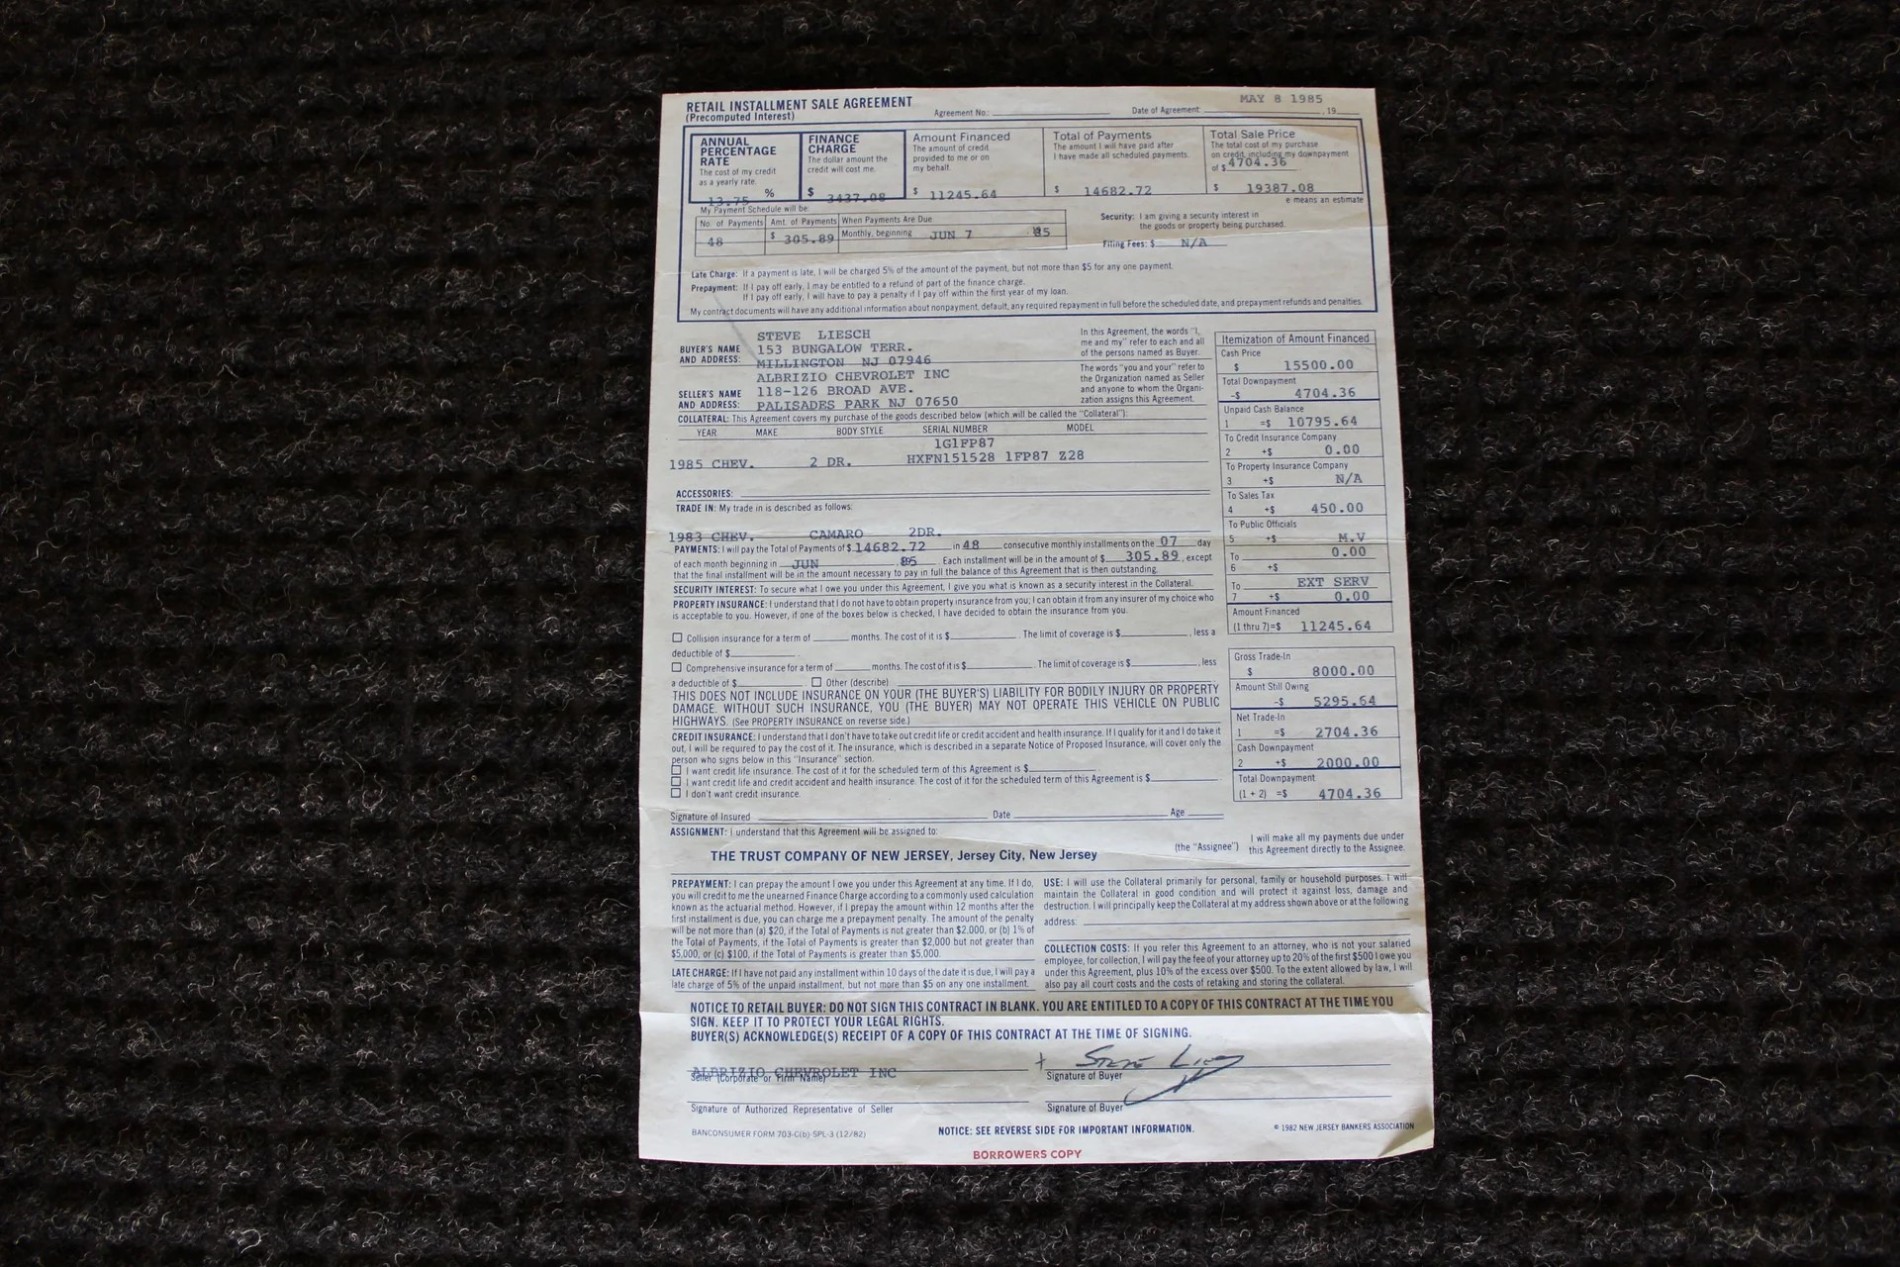 RETAIL INSTALLMENT SALE AGREEMENT
(Precomputed Interest)
Agreement No.:
Date of Agreement MAY 8 1985 , 19
ANNUAL PERCENTAGE RATE
The cost of my credit as a yearly rate.
13.75 %
FINANCE CHARGE
The dollar amount the credit will cost me.
$ 3437.08
Amount Financed
The amount of credit provided to me or on my behalf.
$ 11245.64
Total of Payments
The amount I will have paid after I have made all scheduled payments.
$ 14682.72
Total Sale Price
The total cost of my purchase on credit, including my downpayment of $ 4704.36
$ 19387.08
e means an estimate
My Payment Schedule will be:
No. of Payments Amt. of Payments When Payments Are Due
48 $ 305.89 Monthly, beginning JUN 7 85
Security: I am giving a security interest in the goods or property being purchased.
Filing Fees: $ N/A
Late Charge: If a payment is late, I will be charged 5% of the amount of the payment, but not more than $5 for any one payment.
Prepayment: If I pay off early, I may be entitled to a refund of part of the finance charge.
If I pay off early, I will have to pay a penalty if I pay off within the first year of my loan.
My contract documents will have any additional information about nonpayment, default, any required repayment in full before the scheduled date, and prepayment refunds and penalties.
BUYER'S NAME AND ADDRESS:
STEVE LIESCH
153 BUNGALOW TERR.
MILLINGTON NJ 07946
SELLER'S NAME AND ADDRESS:
ALBRIZIO CHEVROLET INC
118-126 BROAD AVE.
PALISADES PARK NJ 07650
In this Agreement, the words "I, me and my" refer to each and all of the persons named as Buyer.
The words "you and your" refer to the Organization named as Seller and anyone to whom the Organization assigns this Agreement.
COLLATERAL: This Agreement covers my purchase of the goods described below (which will be called the "Collateral"):
YEAR MAKE BODY STYLE SERIAL NUMBER MODEL
1G1FP87
1985 CHEV. 2 DR. HXFN151528 1FP87 Z28
ACCESSORIES:
TRADE IN: My trade in is described as follows:
1983 CHEV. CAMARO 2DR.
PAYMENTS: I will pay the Total of Payments of $ 14682.72 in 48 consecutive monthly installments on the 07 day
of each month beginning in JUN , 85 . Each installment will be in the amount of $ 305.89 , except
that the final installment will be in the amount necessary to pay in full the balance of this Agreement that is then outstanding.
SECURITY INTEREST: To secure what I owe you under this Agreement, I give you what is known as a security interest in the Collateral.
PROPERTY INSURANCE: I understand that I do not have to obtain property insurance from you; I can obtain it from any insurer of my choice who
is acceptable to you. However, if one of the boxes below is checked, I have decided to obtain the insurance from you.
Collision insurance for a term of months. The cost of it is $ . The limit of coverage is $ , less a
deductible of $ .
Comprehensive insurance for a term of months. The cost of it is $ . The limit of coverage is $ , less
a deductible of $ . Other (describe)
THIS DOES NOT INCLUDE INSURANCE ON YOUR (THE BUYER'S) LIABILITY FOR BODILY INJURY OR PROPERTY
DAMAGE. WITHOUT SUCH INSURANCE, YOU (THE BUYER) MAY NOT OPERATE THIS VEHICLE ON PUBLIC
HIGHWAYS. (See PROPERTY INSURANCE on reverse side.)
CREDIT INSURANCE: I understand that I don't have to take out credit life or credit accident and health insurance. If I qualify for it and I do take it
out, I will be required to pay the cost of it. The insurance, which is described in a separate Notice of Proposed Insurance, will cover only the
person who signs below in this "Insurance" section.
I want credit life insurance. The cost of it for the scheduled term of this Agreement is $
I want credit life and credit accident and health insurance. The cost of it for the scheduled term of this Agreement is $
I don't want credit insurance.
Signature of Insured Date Age
Itemization of Amount Financed
Cash Price
$ 15500.00
Total Downpayment
-$ 4704.36
Unpaid Cash Balance
1 =$ 10795.64
To Credit Insurance Company
2 +$ 0.00
To Property Insurance Company
3 +$ N/A
To Sales Tax
4 +$ 450.00
To Public Officials
5 +$ M.V
To 0.00
6 +$
To EXT SERV
7 +$ 0.00
Amount Financed
(1 thru 7)=$ 11245.64
Gross Trade-In
$ 8000.00
Amount Still Owing
-$ 5295.64
Net Trade-In
1 =$ 2704.36
Cash Downpayment
2 +$ 2000.00
Total Downpayment
(1 + 2) =$ 4704.36
ASSIGNMENT: I understand that this Agreement will be assigned to:
THE TRUST COMPANY OF NEW JERSEY, Jersey City, New Jersey
(the "Assignee") I will make all my payments due under this Agreement directly to the Assignee.
PREPAYMENT: I can prepay the amount I owe you under this Agreement at any time. If I do,
you will credit to me the unearned Finance Charge according to a commonly used calculation
known as the actuarial method. However, if I prepay the amount within 12 months after the
first installment is due, you can charge me a prepayment penalty. The amount of the penalty
will be not more than (a) $20, if the Total of Payments is not greater than $2,000, or (b) 1% of
the Total of Payments, if the Total of Payments is greater than $2,000 but not greater than
$5,000, or (c) $100, if the Total of Payments is greater than $5,000.
LATE CHARGE: If I have not paid any installment within 10 days of the date it is due, I will pay a
late charge of 5% of the unpaid installment, but not more than $5 on any one installment.
USE: I will use the Collateral primarily for personal, family or household purposes. I will
maintain the Collateral in good condition and will protect it against loss, damage and
destruction. I will principally keep the Collateral at my address shown above or at the following
address:
COLLECTION COSTS: If you refer this Agreement to an attorney, who is not your salaried
employee, for collection, I will pay the fee of your attorney up to 20% of the first $500 I owe you
under this Agreement, plus 10% of the excess over $500. To the extent allowed by law, I will
also pay all court costs and the costs of retaking and storing the collateral.
NOTICE TO RETAIL BUYER: DO NOT SIGN THIS CONTRACT IN BLANK. YOU ARE ENTITLED TO A COPY OF THIS CONTRACT AT THE TIME YOU
SIGN. KEEP IT TO PROTECT YOUR LEGAL RIGHTS.
BUYER(S) ACKNOWLEDGE(S) RECEIPT OF A COPY OF THIS CONTRACT AT THE TIME OF SIGNING.
ALBRIZIO CHEVROLET INC
Seller (Corporate or Firm Name)
Steve
Signature of Buyer
Signature of Authorized Representative of Seller
Signature of Buyer
BANCONSUMER FORM 703-C(b)-SPL-3 (12/82)
NOTICE: SEE REVERSE SIDE FOR IMPORTANT INFORMATION.
© 1982 NEW JERSEY BANKERS ASSOCIATION
BORROWERS COPY